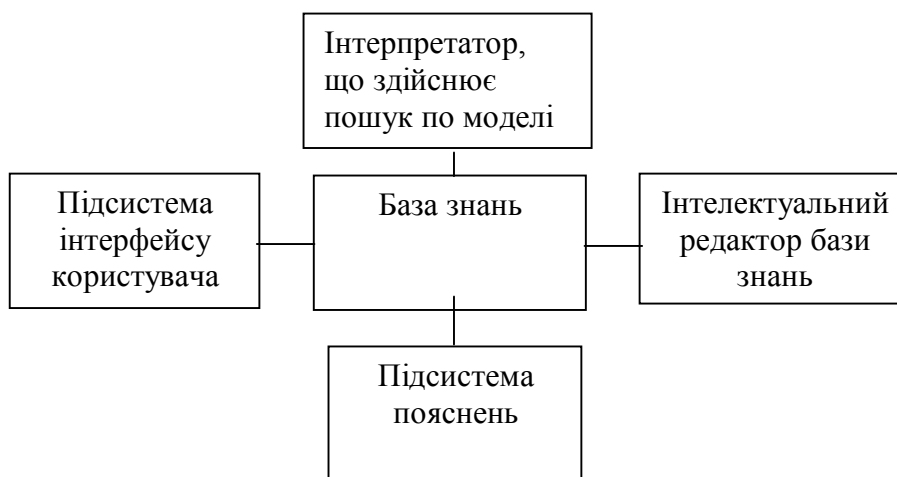 Інтерпретатор,
що здійснює
пошук по моделі
Підсистема
інтерфейсу
користувача
База знань
Інтелектуальний
редактор бази
знань
Підсистема
пояснень